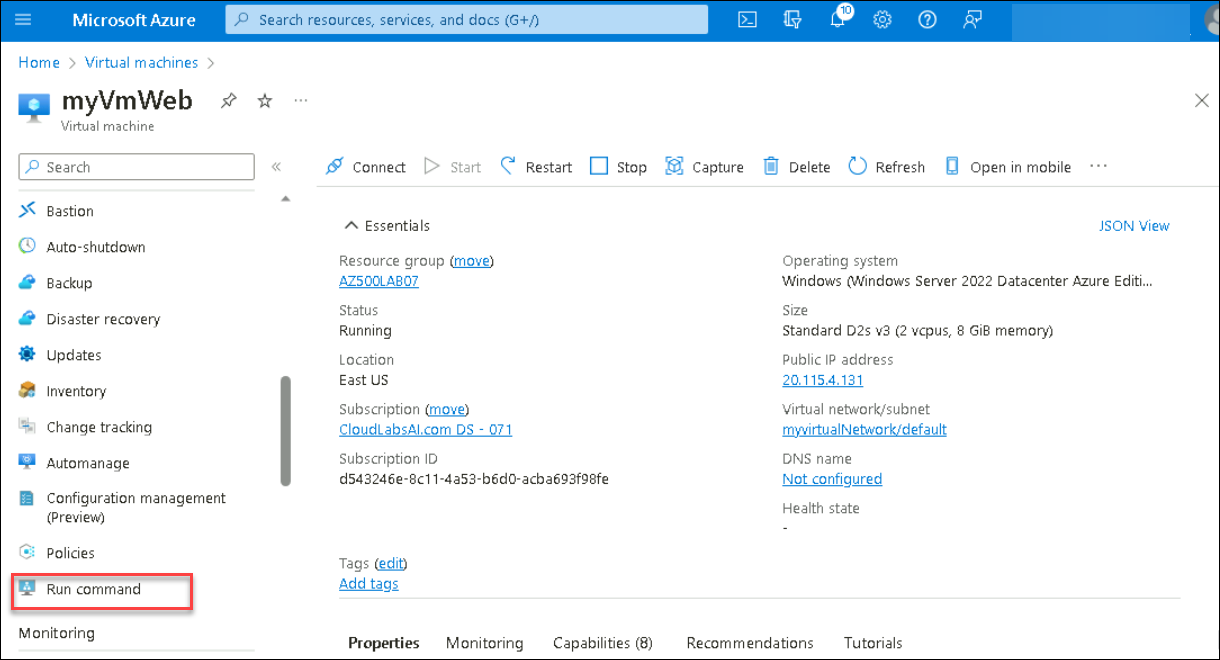 Microsoft Azure
Search resources, services, and docs (G+/)
10
Home > Virtual machines >
myVmWeb
...
Virtual machine
Search
«
Connect
Start
Restart
Stop
Capture
Delete
Refresh
Open in mobile
...
Bastion
Auto-shutdown
Backup
Disaster recovery
Updates
Inventory
Change tracking
Automanage
Configuration management
(Preview)
Policies
Run command
Monitoring
Essentials
JSON View
Resource group (move)
AZ500LAB07
Status
Running
Location
East US
Subscription (move)
CloudLabsAI.com DS - 071
Subscription ID
d543246e-8c11-4a53-b6d0-acba693f98fe
Operating system
Windows (Windows Server 2022 Datacenter Azure Editi...
Size
Standard D2s v3 (2 vcpus, 8 GiB memory)
Public IP address
20.115.4.131
Virtual network/subnet
myvirtualNetwork/default
DNS name
Not configured
Health state
-
Tags (edit)
Add tags
Properties
Monitoring
Capabilities (8)
Recommendations
Tutorials